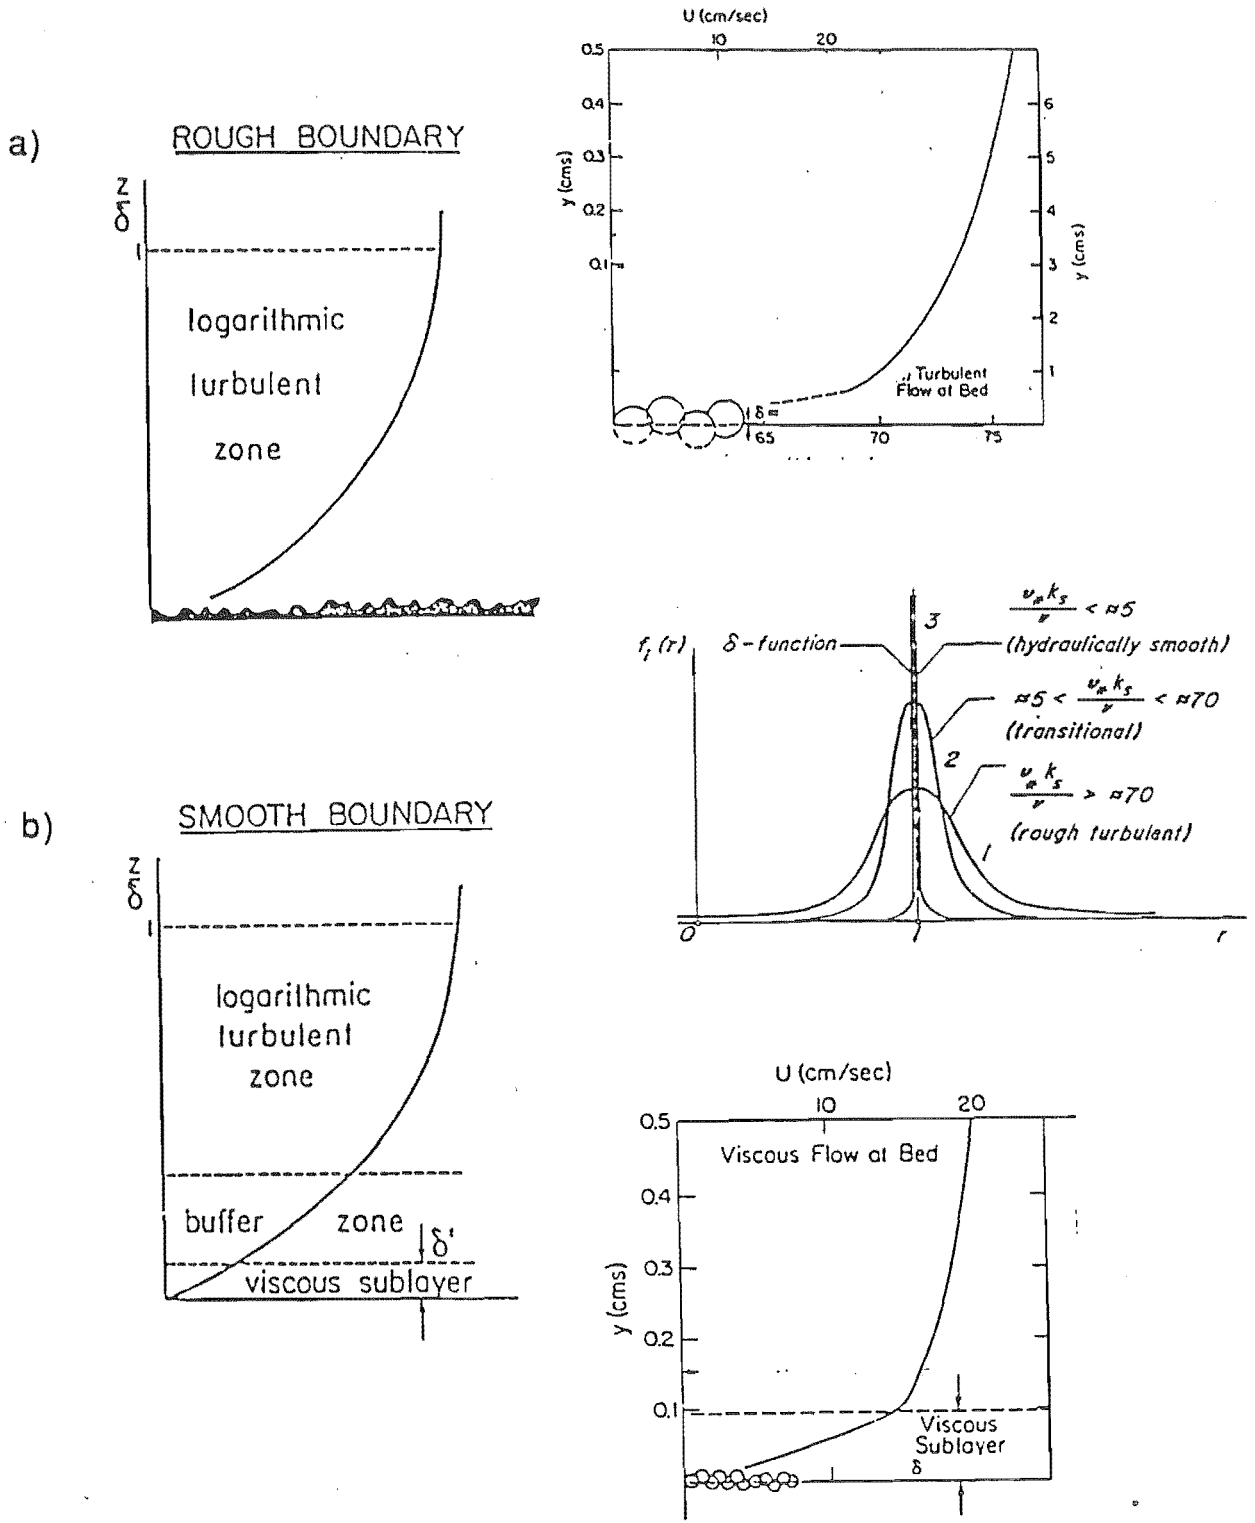 a)
ROUGH BOUNDARY
z
δ
1
logarithmic
turbulent
zone
U (cm/sec)
10 20
0.5
0.4
0.3
0.2
0.1
y (cms)
6
5
4
3
2
1
y (cms)
Turbulent
Flow at Bed
δ =
65 70 75
f₁(r)
δ-function
3
v* kₛ / ν < ≈5
(hydraulically smooth)
≈5 < v* kₛ / ν < ≈70
(transitional)
2
v* kₛ / ν > ≈70
(rough turbulent)
1
0 1 r
b)
SMOOTH BOUNDARY
z
δ
1
logarithmic
turbulent
zone
buffer zone
δ'
viscous sublayer
U (cm/sec)
10 20
0.5
Viscous Flow at Bed
0.4
0.3
0.2
0.1
y (cms)
Viscous
Sublayer
δ